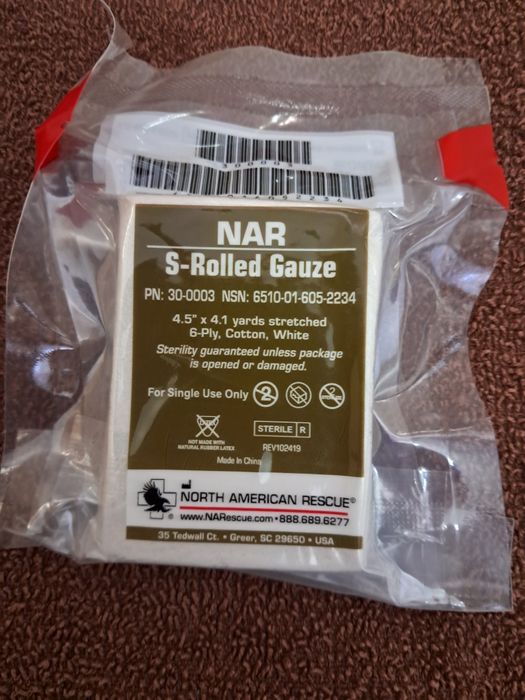 300003
NAR
S-Rolled Gauze
PN: 30-0003 NSN: 6510-01-605-2234
4.5" x 4.1 yards stretched
6-Ply, Cotton, White
Sterility guaranteed unless package
is opened or damaged.
For Single Use Only
2
2
NOT MADE WITH
NATURAL RUBBER LATEX
STERILE R
REV102419
Made In China
NORTH AMERICAN RESCUE®
www.NARescue.com • 888.689.6277
35 Tedwall Ct. • Greer, SC 29650 • USA